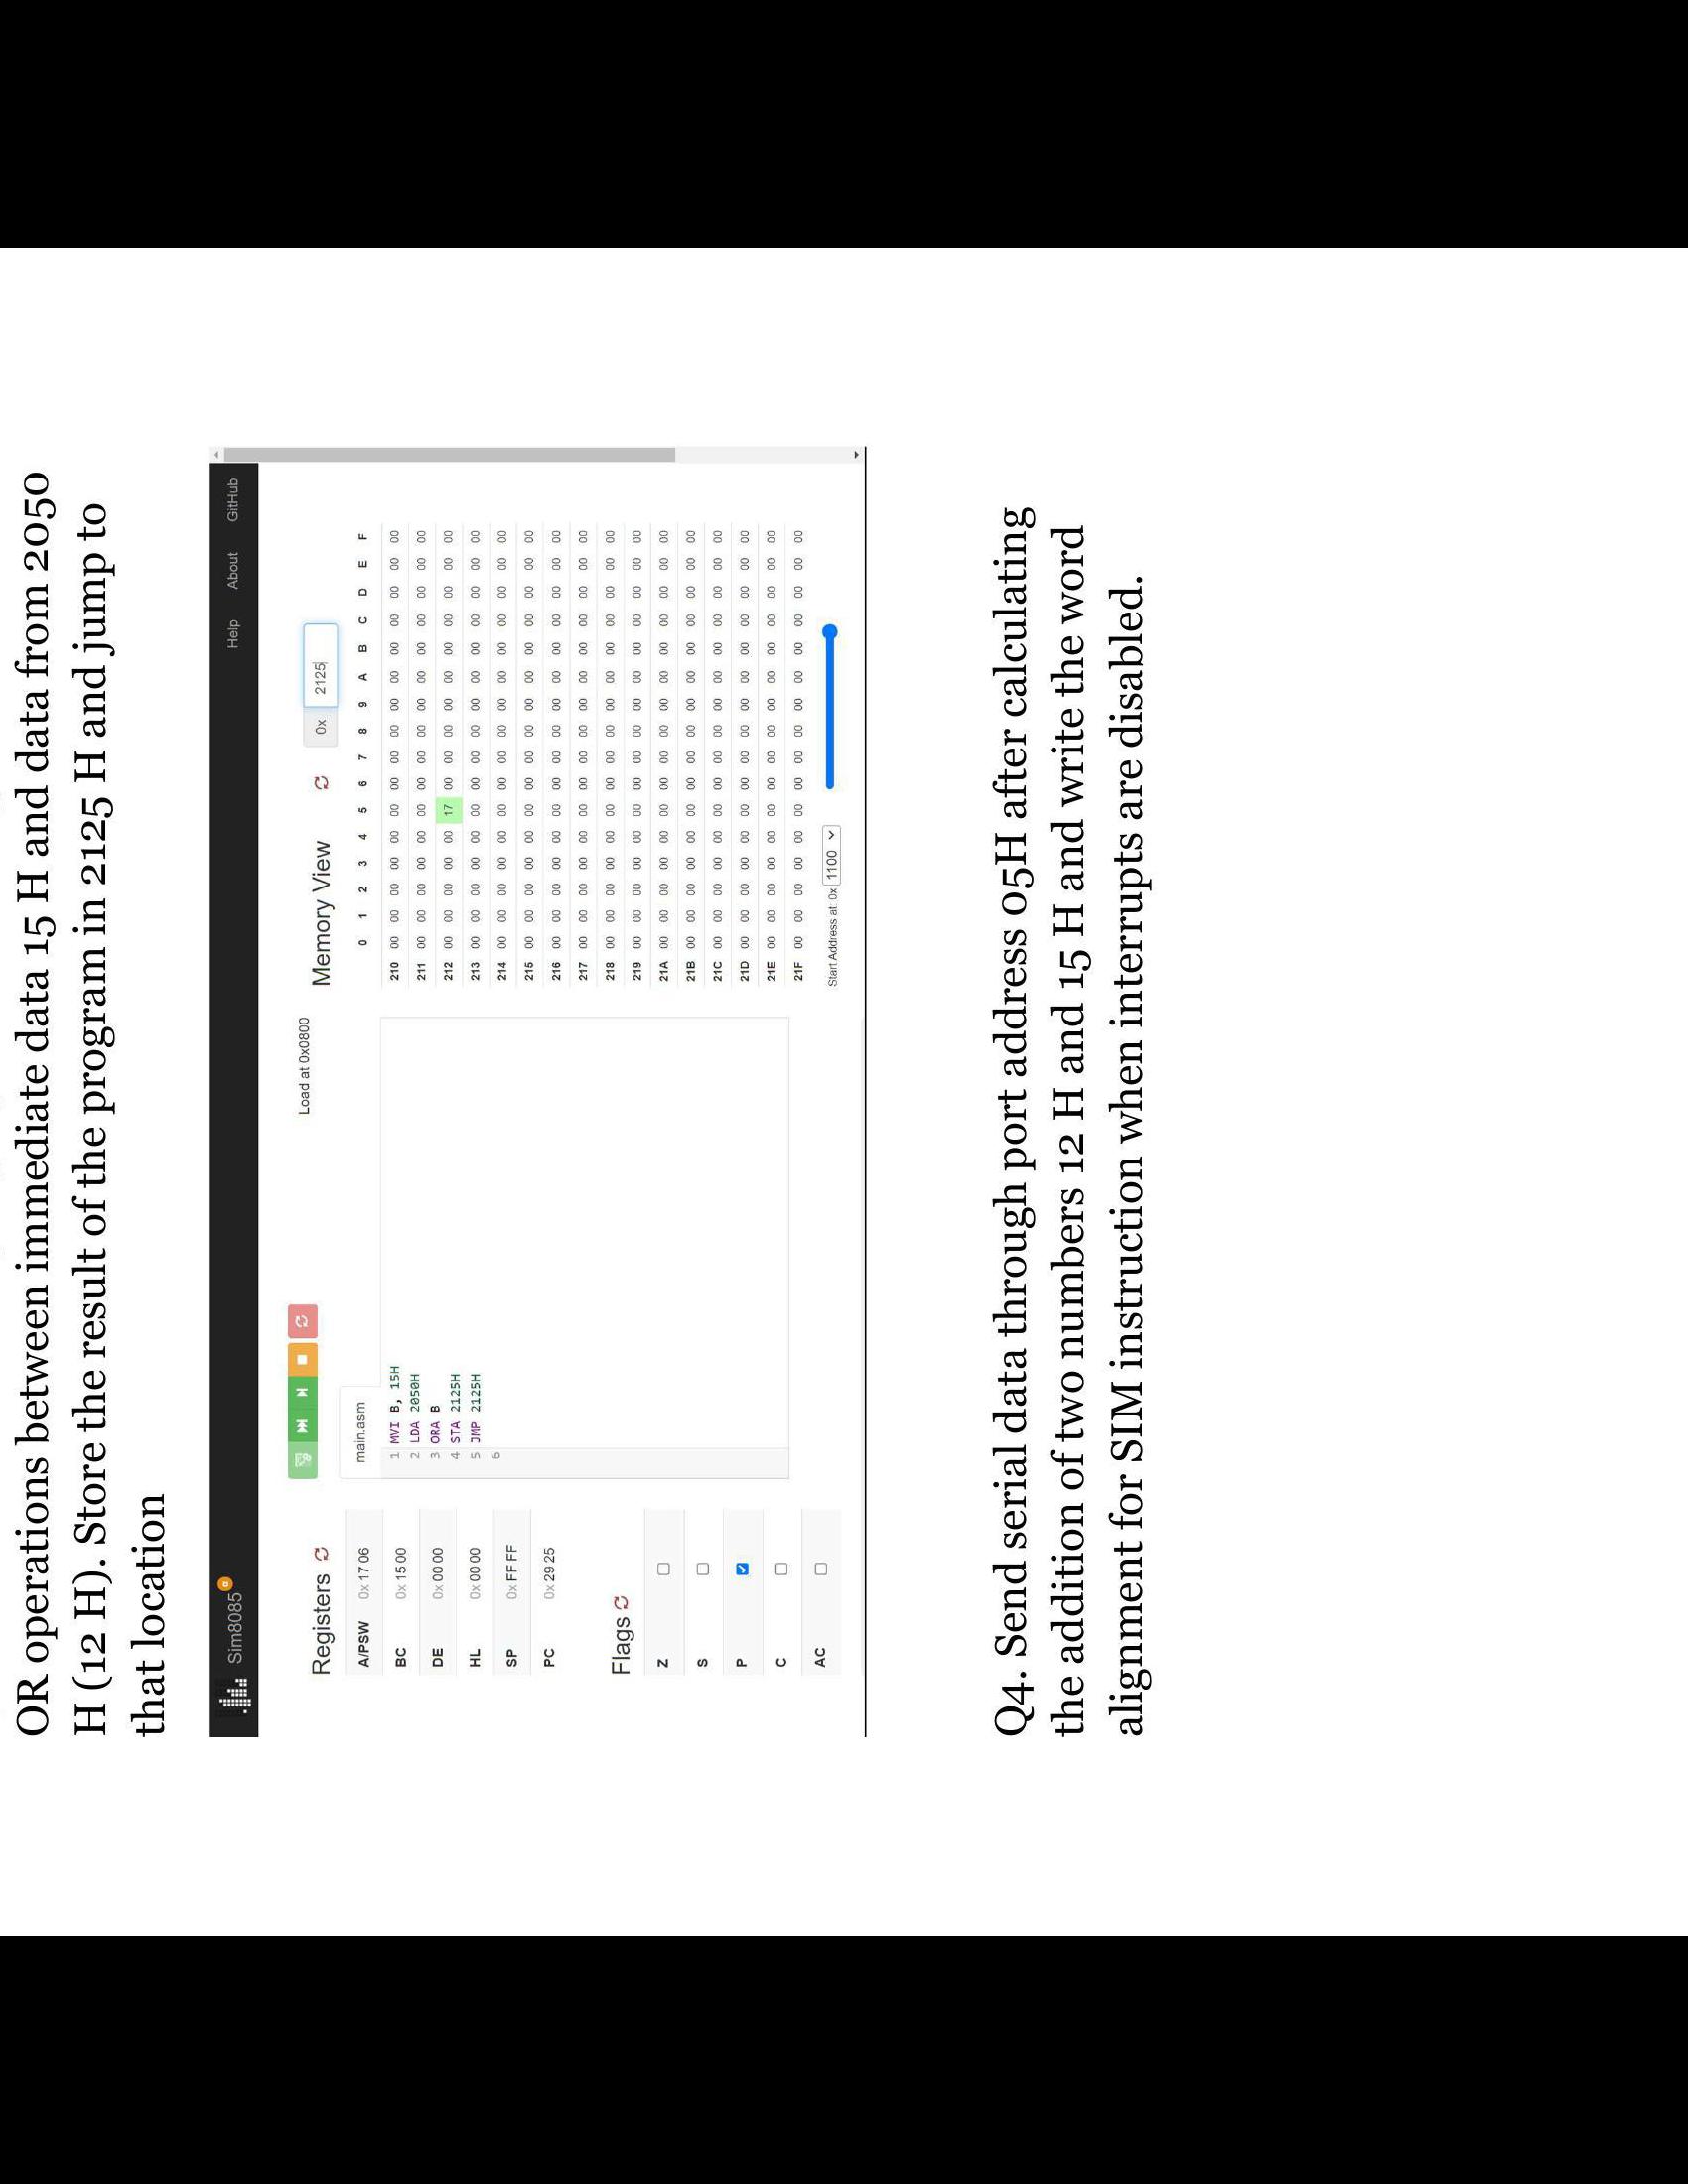 OR operations between immediate data 15 H and data from 2050
H (12 H). Store the result of the program in 2125 H and jump to
that location
Sim8085 α Help About GitHub
Registers
A/PSW 0x 17 06
BC 0x 15 00
DE 0x 00 00
HL 0x 00 00
SP 0x FF FF
PC 0x 29 25
Flags
Z
S
P
C
AC
Load at 0x0800
main.asm
1 MVI B, 15H
2 LDA 2050H
3 ORA B
4 STA 2125H
5 JMP 2125H
6
Memory View 0x 2125
0 1 2 3 4 5 6 7 8 9 A B C D E F
210 00 00 00 00 00 00 00 00 00 00 00 00 00 00 00 00
211 00 00 00 00 00 00 00 00 00 00 00 00 00 00 00 00
212 00 00 00 00 00 17 00 00 00 00 00 00 00 00 00 00
213 00 00 00 00 00 00 00 00 00 00 00 00 00 00 00 00
214 00 00 00 00 00 00 00 00 00 00 00 00 00 00 00 00
215 00 00 00 00 00 00 00 00 00 00 00 00 00 00 00 00
216 00 00 00 00 00 00 00 00 00 00 00 00 00 00 00 00
217 00 00 00 00 00 00 00 00 00 00 00 00 00 00 00 00
218 00 00 00 00 00 00 00 00 00 00 00 00 00 00 00 00
219 00 00 00 00 00 00 00 00 00 00 00 00 00 00 00 00
21A 00 00 00 00 00 00 00 00 00 00 00 00 00 00 00 00
21B 00 00 00 00 00 00 00 00 00 00 00 00 00 00 00 00
21C 00 00 00 00 00 00 00 00 00 00 00 00 00 00 00 00
21D 00 00 00 00 00 00 00 00 00 00 00 00 00 00 00 00
21E 00 00 00 00 00 00 00 00 00 00 00 00 00 00 00 00
21F 00 00 00 00 00 00 00 00 00 00 00 00 00 00 00 00
Start Address at: 0x 1100
Q4. Send serial data through port address 05H after calculating
the addition of two numbers 12 H and 15 H and write the word
alignment for SIM instruction when interrupts are disabled.